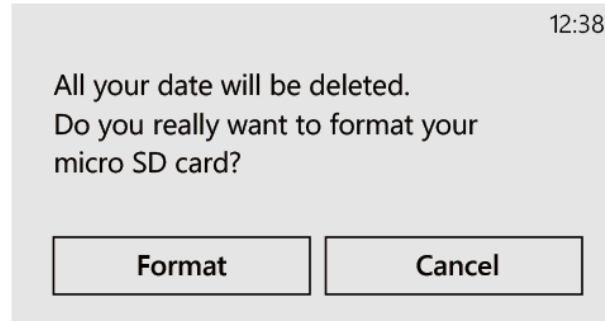 12:38
All your date will be deleted.
Do you really want to format your
micro SD card?
Format
Cancel